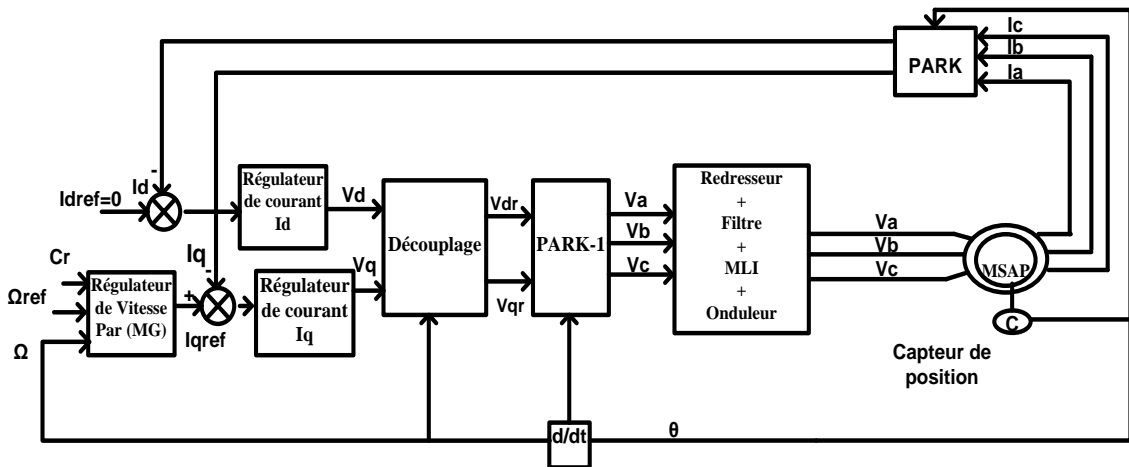 Ic
Ib
PARK
Ia
-
Idref=0
Id
Régulateur
de courant
Id
Vd
Découplage
Vdr
PARK-1
Va
Vb
Vc
Redresseur
+
Filtre
+
MLI
+
Onduleur
Va
Vb
Vc
MSAP
C
Capteur de
position
Iq
-
Cr
Ωref
Ω
Régulateur
de Vitesse
Par (MG)
+
Iqref
Régulateur
de courant
Iq
Vq
Vqr
d/dt
θ